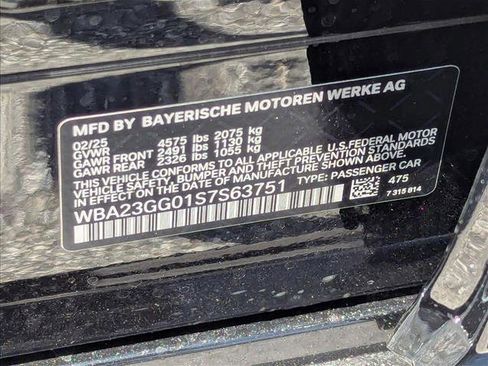 MFD BY BAYERISCHE MOTOREN WERKE AG
02/25 4575 lbs 2075 kg
GAWR FRONT 2491 lbs 1130 kg
GAWR REAR 2326 lbs 1055 kg
THIS VEHICLE CONFORMS TO ALL APPLICABLE U.S. FEDERAL MOTOR
VEHICLE SAFETY, BUMPER AND THEFT PREVENTION STANDARDS
IN EFFECT ON THE DATE OF MANUFACTURE SHOWN ABOVE.
WBA23GG01S7S63751 TYPE: PASSENGER CAR
475
7 315 814